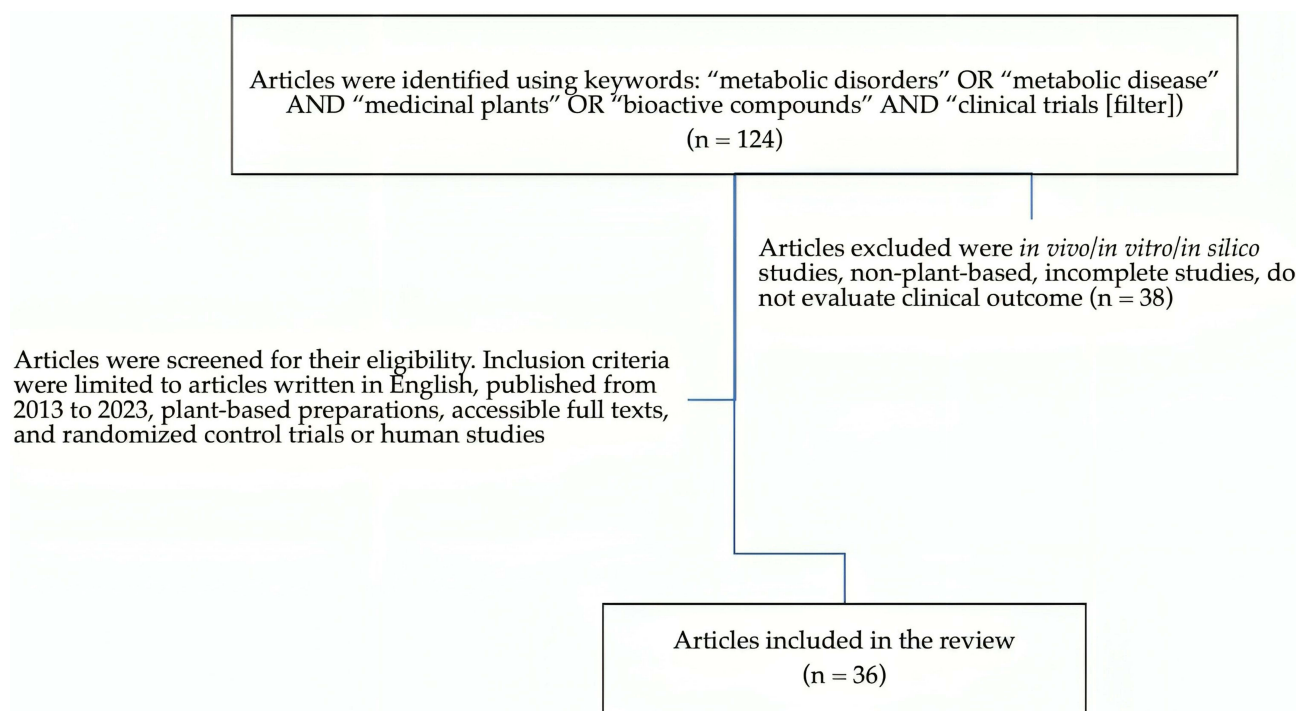 Articles were identified using keywords: “metabolic disorders” OR “metabolic disease”
AND “medicinal plants” OR “bioactive compounds” AND “clinical trials [filter])
(n = 124)
Articles excluded were in vivo/in vitro/in silico
studies, non-plant-based, incomplete studies, do
not evaluate clinical outcome (n = 38)
Articles were screened for their eligibility. Inclusion criteria
were limited to articles written in English, published from
2013 to 2023, plant-based preparations, accessible full texts,
and randomized control trials or human studies
Articles included in the review
(n = 36)